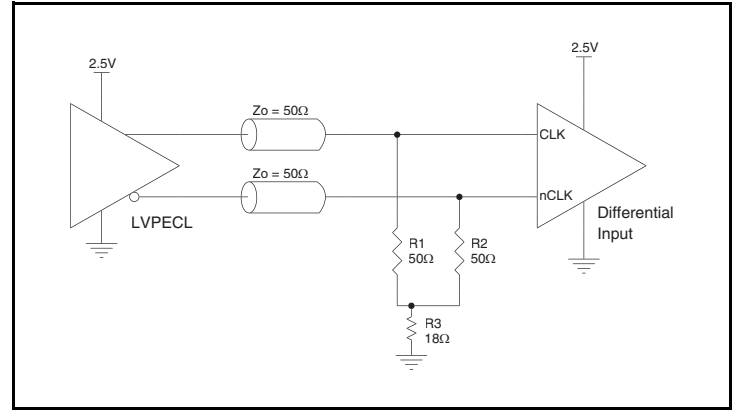 2.5V
2.5V
Zo = 50Ω
CLK
Zo = 50Ω
nCLK
LVPECL
Differential
Input
R1
50Ω
R2
50Ω
R3
18Ω